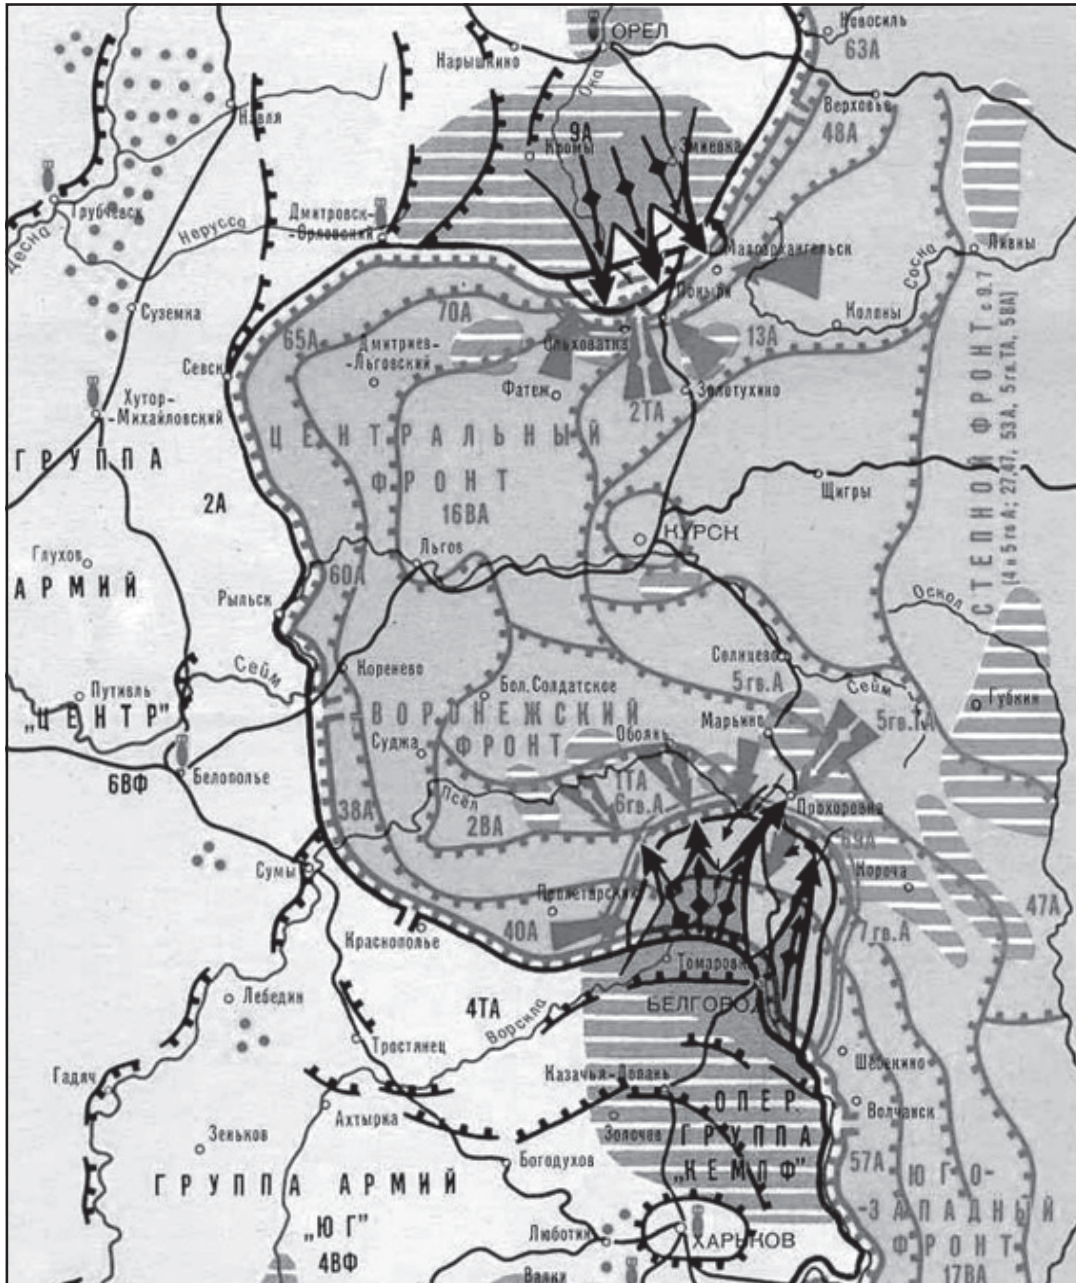 ОРЕЛ
Новосиль
63А
Нарышкино
Ока
Верховье
48А
Навля
9А
Кромы
Змиевка
Трубчевск
Десна
Нерусса
Дмитровск-
-Орловский
Малоархангельск
Сосна
Ливны
Поныри
Суземка
70А
65А
Дмитриев-
-Льговский
Ольховатка
13А
Колпны
Севск
Фатеж
2ТА
Золотухино
Хутор-
-Михайловский
ЦЕНТРАЛЬНЫЙ
ФРОНТ
16ВА
СТЕПНОЙ ФРОНТ с 9.7
(4 и 5 гв А; 27,47, 53А, 5 гв.ТА, 5ВА)
ГРУППА
АРМИЙ
„ЦЕНТР"
2А
Щигры
КУРСК
Льгов
Глухов
60А
Рыльск
Оскол
Сейм
Коренево
Солнцево
5гв.А
Сейм
Путивль
Бол.Солдатское
5гв.ТА
Губкин
ВОРОНЕЖСКИЙ
ФРОНТ
Марьино
Суджа
Обоянь
6ВФ
Белополье
Псёл
1ТА
6гв.А
Прохоровка
38А
2ВА
69А
Короча
Сумы
Пролетарский
47А
40А
7гв.А
Краснополье
Томаровка
БЕЛГОРОД
Лебедин
4ТА
Ворскла
Тростянец
Шебекино
Гадяч
Казачья-Лопань
Волчанск
Ахтырка
Золочев
ОПЕР.
ГРУППА
„КЕМПФ"
Зеньков
Богодухов
57А
ЮГО-
-ЗАПАДНЫЙ
ФРОНТ
17ВА
ГРУППА АРМИЙ
„ЮГ"
4ВФ
Люботин
ХАРЬКОВ
Валки